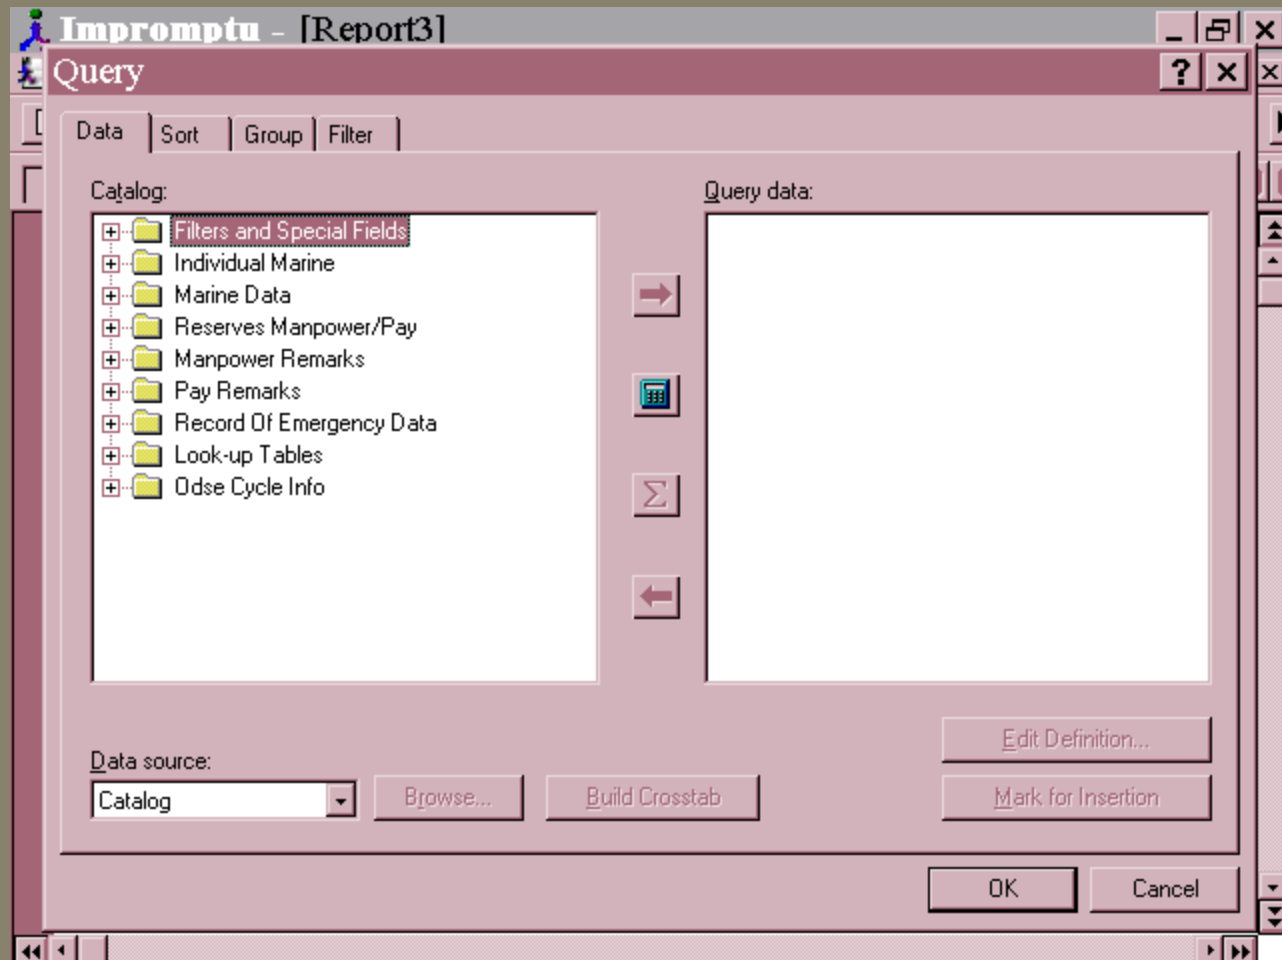 Impromptu - [Report3]
Query
Data Sort Group Filter
Catalog:
Filters and Special Fields
Individual Marine
Marine Data
Reserves Manpower/Pay
Manpower Remarks
Pay Remarks
Record Of Emergency Data
Look-up Tables
Odse Cycle Info
Query data:
Σ
Edit Definition...
Data source:
Catalog
Browse...
Build Crosstab
Mark for Insertion
OK
Cancel